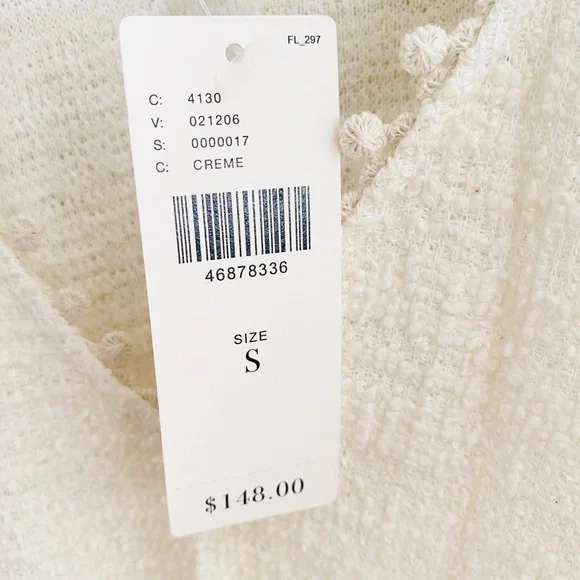 FL_297
C: 4130
V: 021206
S: 0000017
C: CREME
46878336
SIZE
S
$148.00